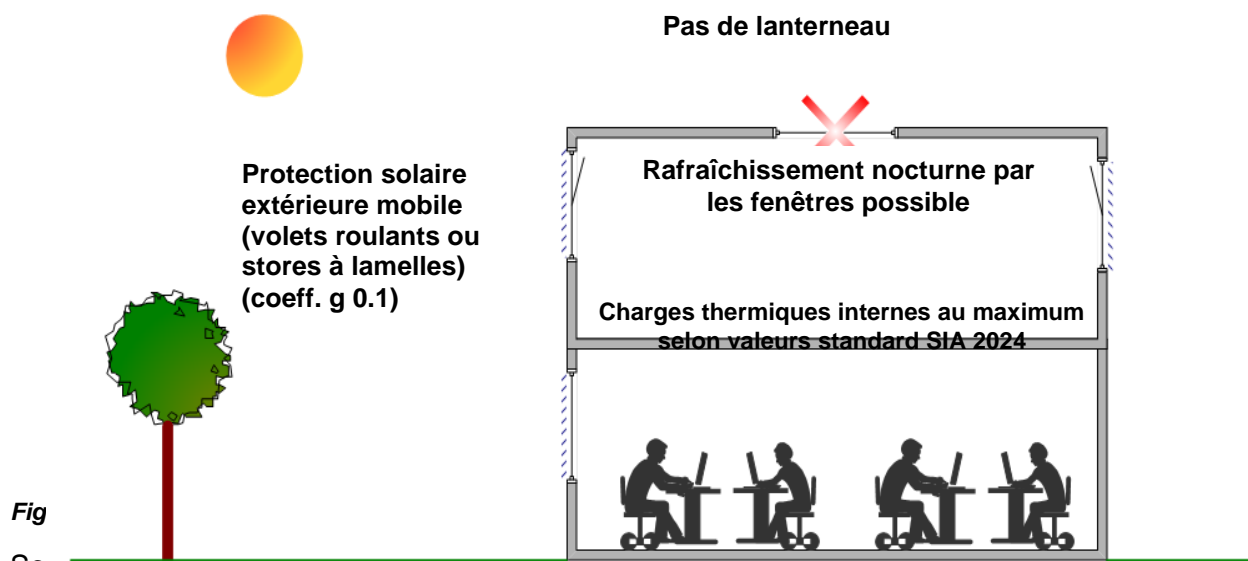 Pas de lanterneau
Protection solaire
extérieure mobile
(volets roulants ou
stores à lamelles)
(coeff. g 0.1)
Rafraîchissement nocturne par
les fenêtres possible
Charges thermiques internes au maximum
selon valeurs standard SIA 2024
Fig